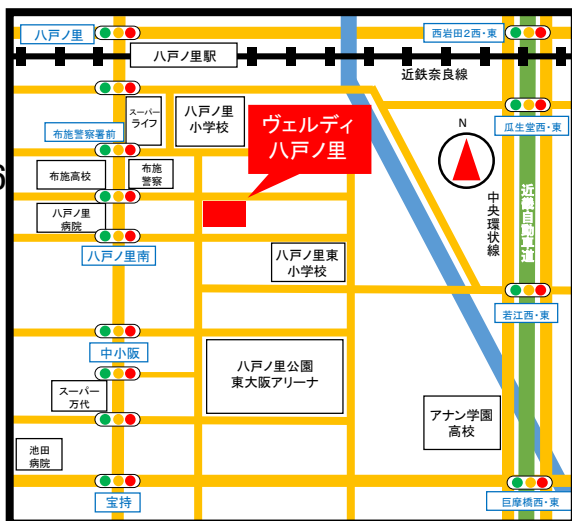 八戸ノ里
西岩田2西・東
八戸ノ里駅
近鉄奈良線
スーパー
ライフ
八戸ノ里
小学校
ヴェルディ
八戸ノ里
瓜生堂西・東
N
布施警察署前
布施高校
布施
警察
6
中央環状線
近畿自動車道
八戸ノ里
病院
八戸ノ里南
八戸ノ里東
小学校
若江西・東
中小阪
八戸ノ里公園
東大阪アリーナ
スーパー
万代
アナン学園
高校
池田
病院
宝持
巨摩橋西・東